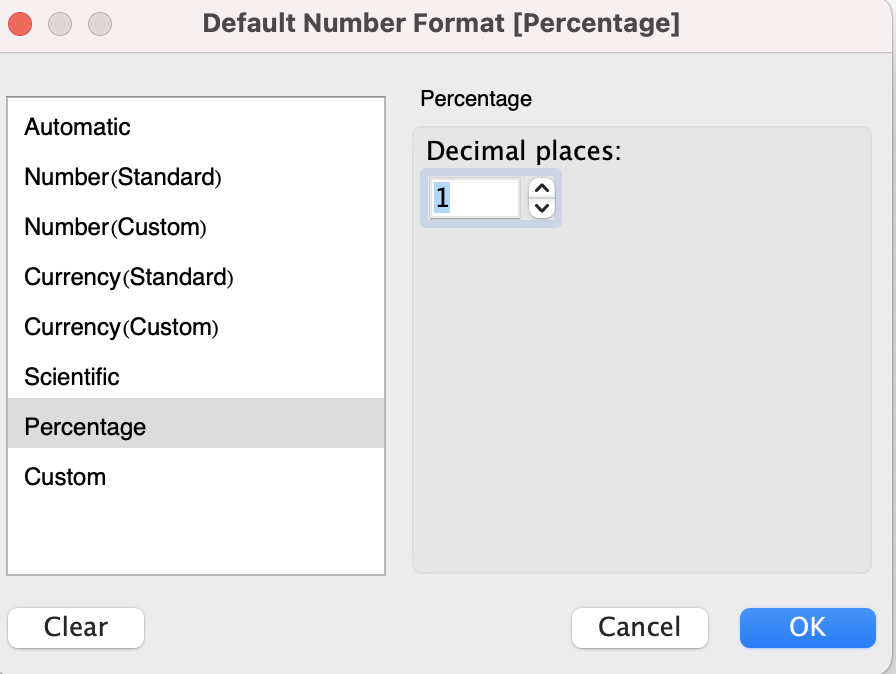 Default Number Format [Percentage]
Automatic
Number(Standard)
Number(Custom)
Currency(Standard)
Currency(Custom)
Scientific
Percentage
Custom
Percentage
Decimal places:
1
Clear
Cancel
OK